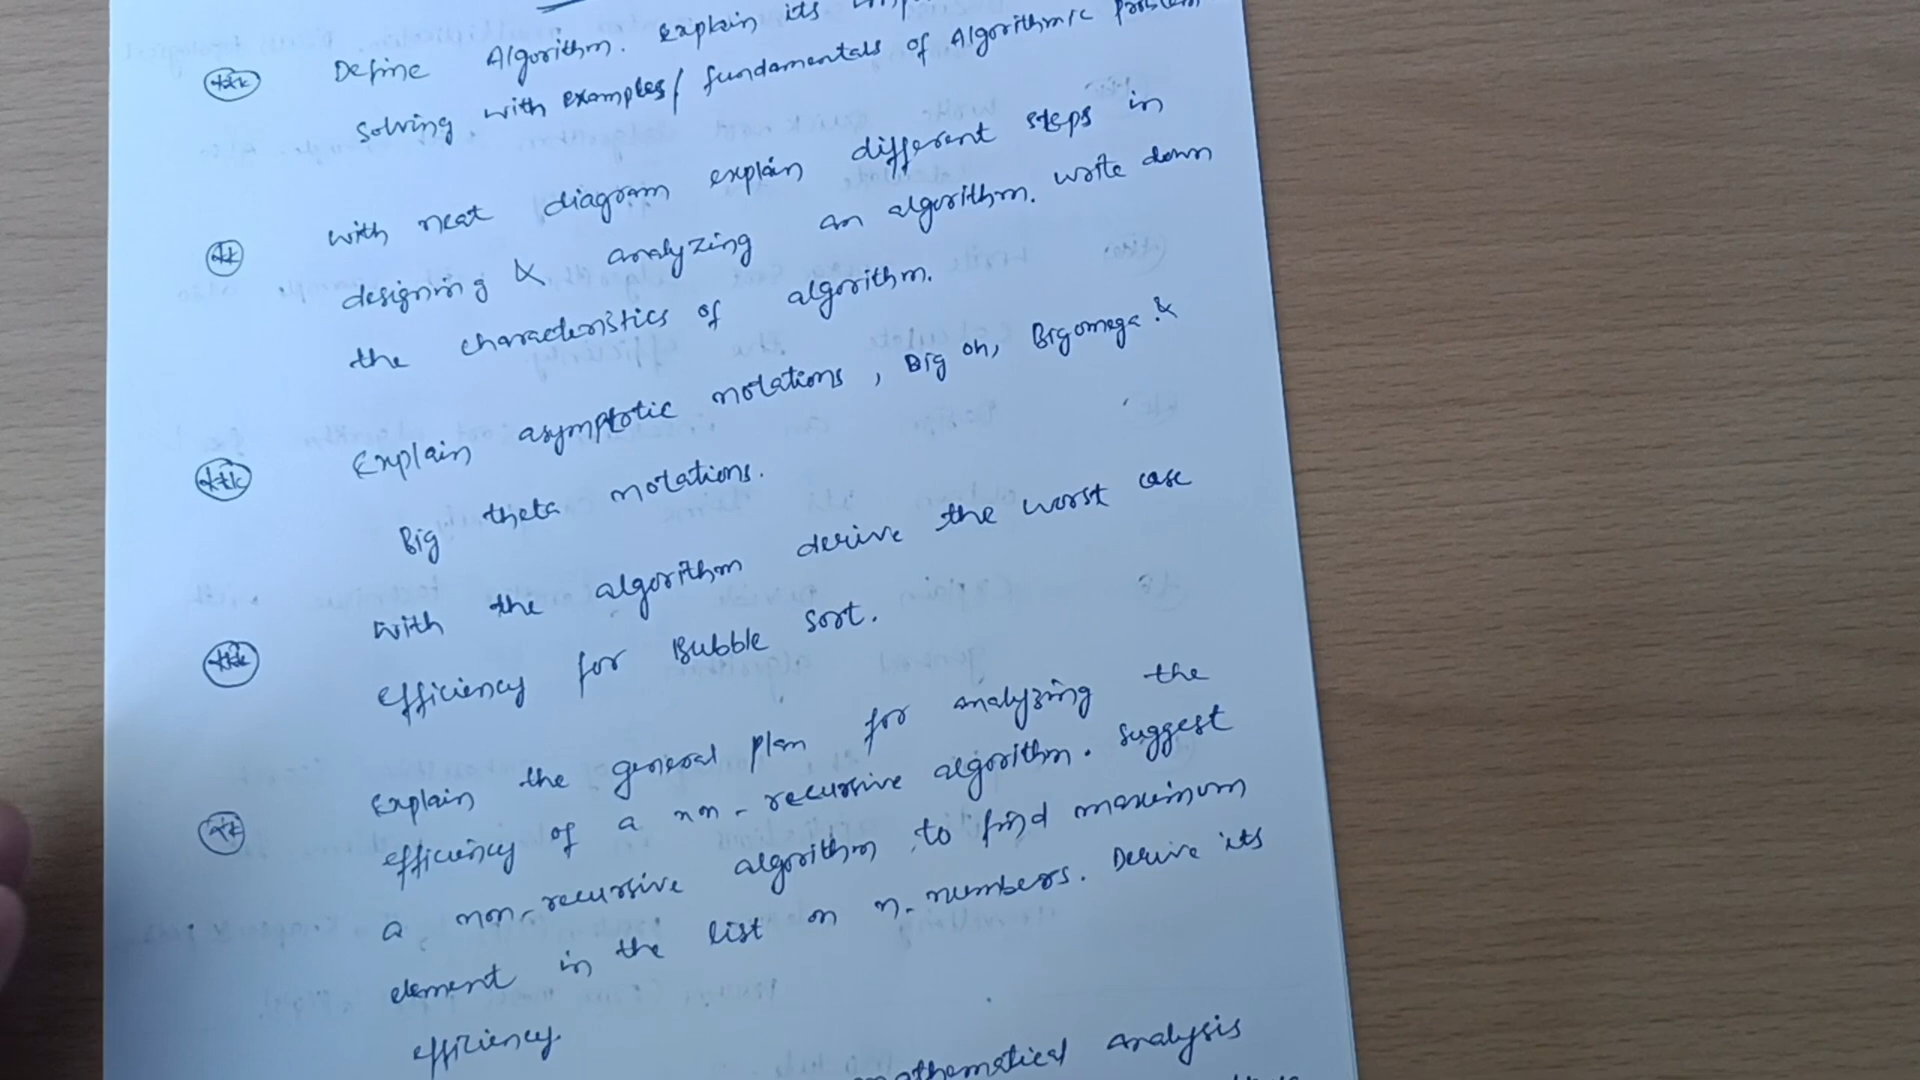 *** Define Algorithm. Explain its
solving with examples/ fundamentals of Algorithmic problem
** with neat diagram explain different steps in
designing & analyzing an algorithm. write down
the characteristics of algorithm.
*** Explain asymptotic notations, Big oh, Big omega &
Big theta notations.
*** with the algorithm derive the worst case
efficiency for Bubble sort.
** Explain the general plan for analyzing the
efficiency of a non-recursive algorithm. Suggest
a non-recursive algorithm to find maximum
element in the list on n-numbers. Derive its
efficiency.
mathematical analysis